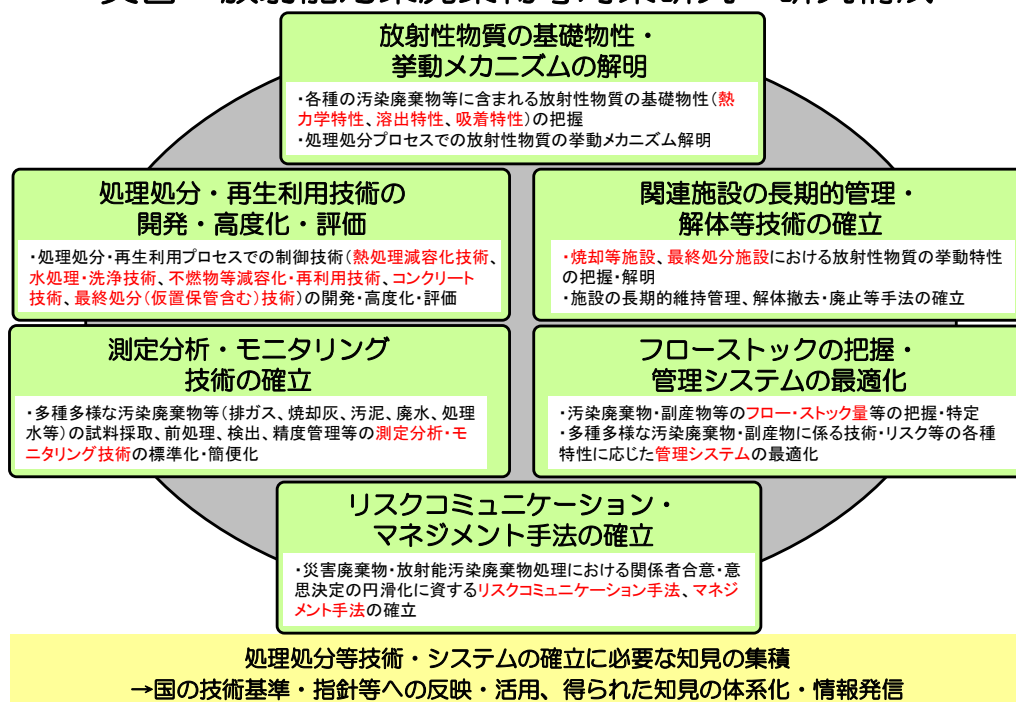 放射性物質の基礎物性・
挙動メカニズムの解明
・各種の汚染廃棄物等に含まれる放射性物質の基礎物性(熱
力学特性、溶出特性、吸着特性)の把握
・処理処分プロセスでの放射性物質の挙動メカニズム解明
処理処分・再生利用技術の
開発・高度化・評価
・処理処分・再生利用プロセスでの制御技術(熱処理減容化技術、
水処理・洗浄技術、不燃物等減容化・再利用技術、コンクリート
技術、最終処分(仮置保管含む)技術)の開発・高度化・評価
関連施設の長期的管理・
解体等技術の確立
・焼却等施設、最終処分施設における放射性物質の挙動特性
の把握・解明
・施設の長期的維持管理、解体撤去・廃止等手法の確立
測定分析・モニタリング
技術の確立
・多種多様な汚染廃棄物等(排ガス、焼却灰、汚泥、廃水、処理
水等)の試料採取、前処理、検出、精度管理等の測定分析・モ
ニタリング技術の標準化・簡便化
フローストックの把握・
管理システムの最適化
・汚染廃棄物・副産物等のフロー・ストック量等の把握・特定
・多種多様な汚染廃棄物・副産物に係る技術・リスク等の各種
特性に応じた管理システムの最適化
リスクコミュニケーション・
マネジメント手法の確立
・災害廃棄物・放射能汚染廃棄物処理における関係者合意・意
思決定の円滑化に資するリスクコミュニケーション手法、マネジ
メント手法の確立
処理処分等技術・システムの確立に必要な知見の集積
→国の技術基準・指針等への反映・活用、得られた知見の体系化・情報発信